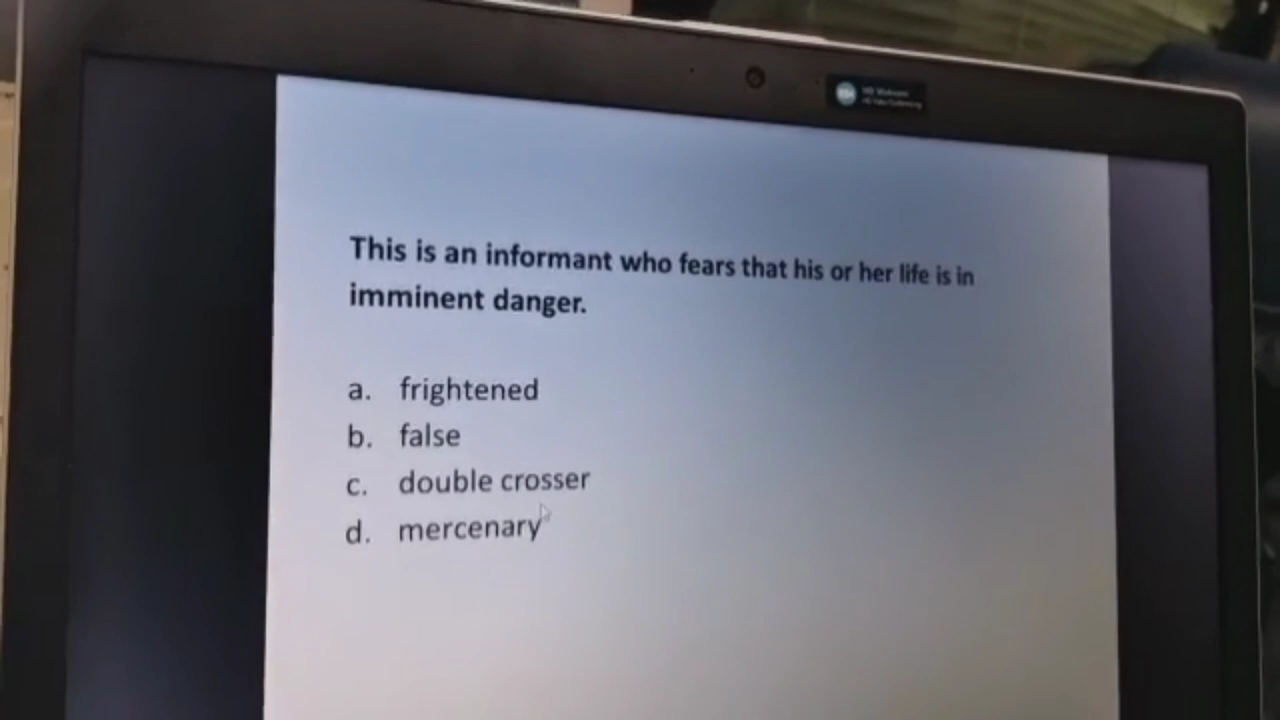 This is an informant who fears that his or her life is in
imminent danger.
a. frightened
b. false
c. double crosser
d. mercenary